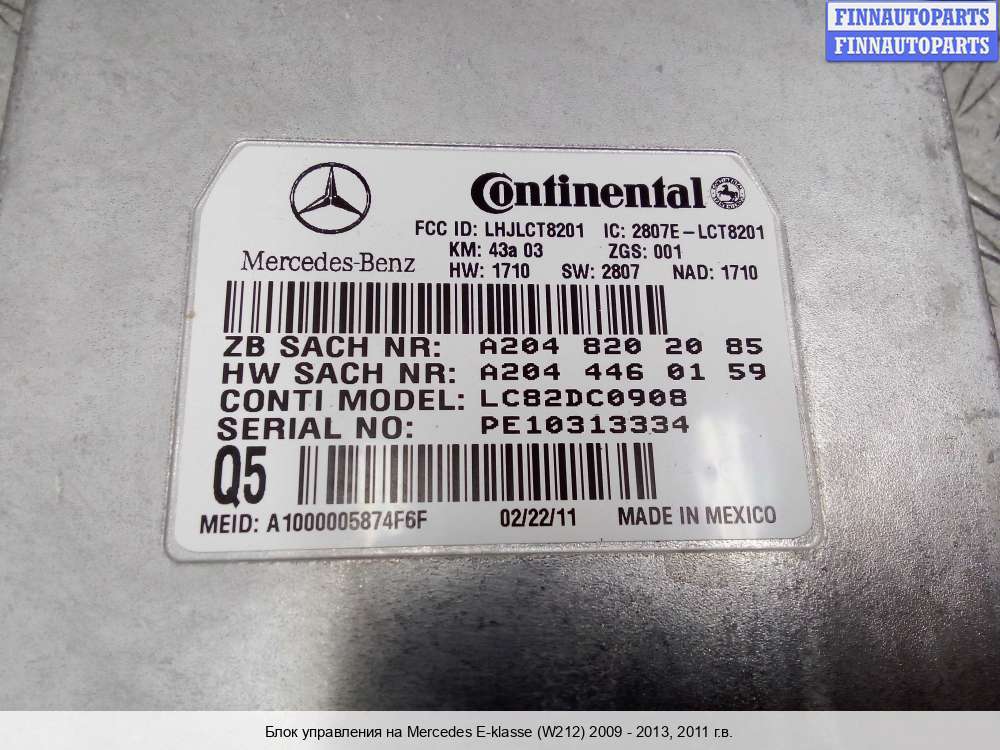 FINNAUTOPARTS
FINNAUTOPARTS
Continental
FCC ID: LHJLCT8201 IC: 2807E-LCT8201
KM: 43a 03 ZGS: 001
Mercedes-Benz
HW: 1710 SW: 2807 NAD: 1710
ZB SACH NR: A204 820 20 85
HW SACH NR: A204 446 01 59
CONTI MODEL: LC82DC0908
SERIAL NO: PE10313334
Q5
MEID: A1000005874F6F 02/22/11 MADE IN MEXICO
Блок управления на Mercedes E-klasse (W212) 2009 - 2013, 2011 г.в.